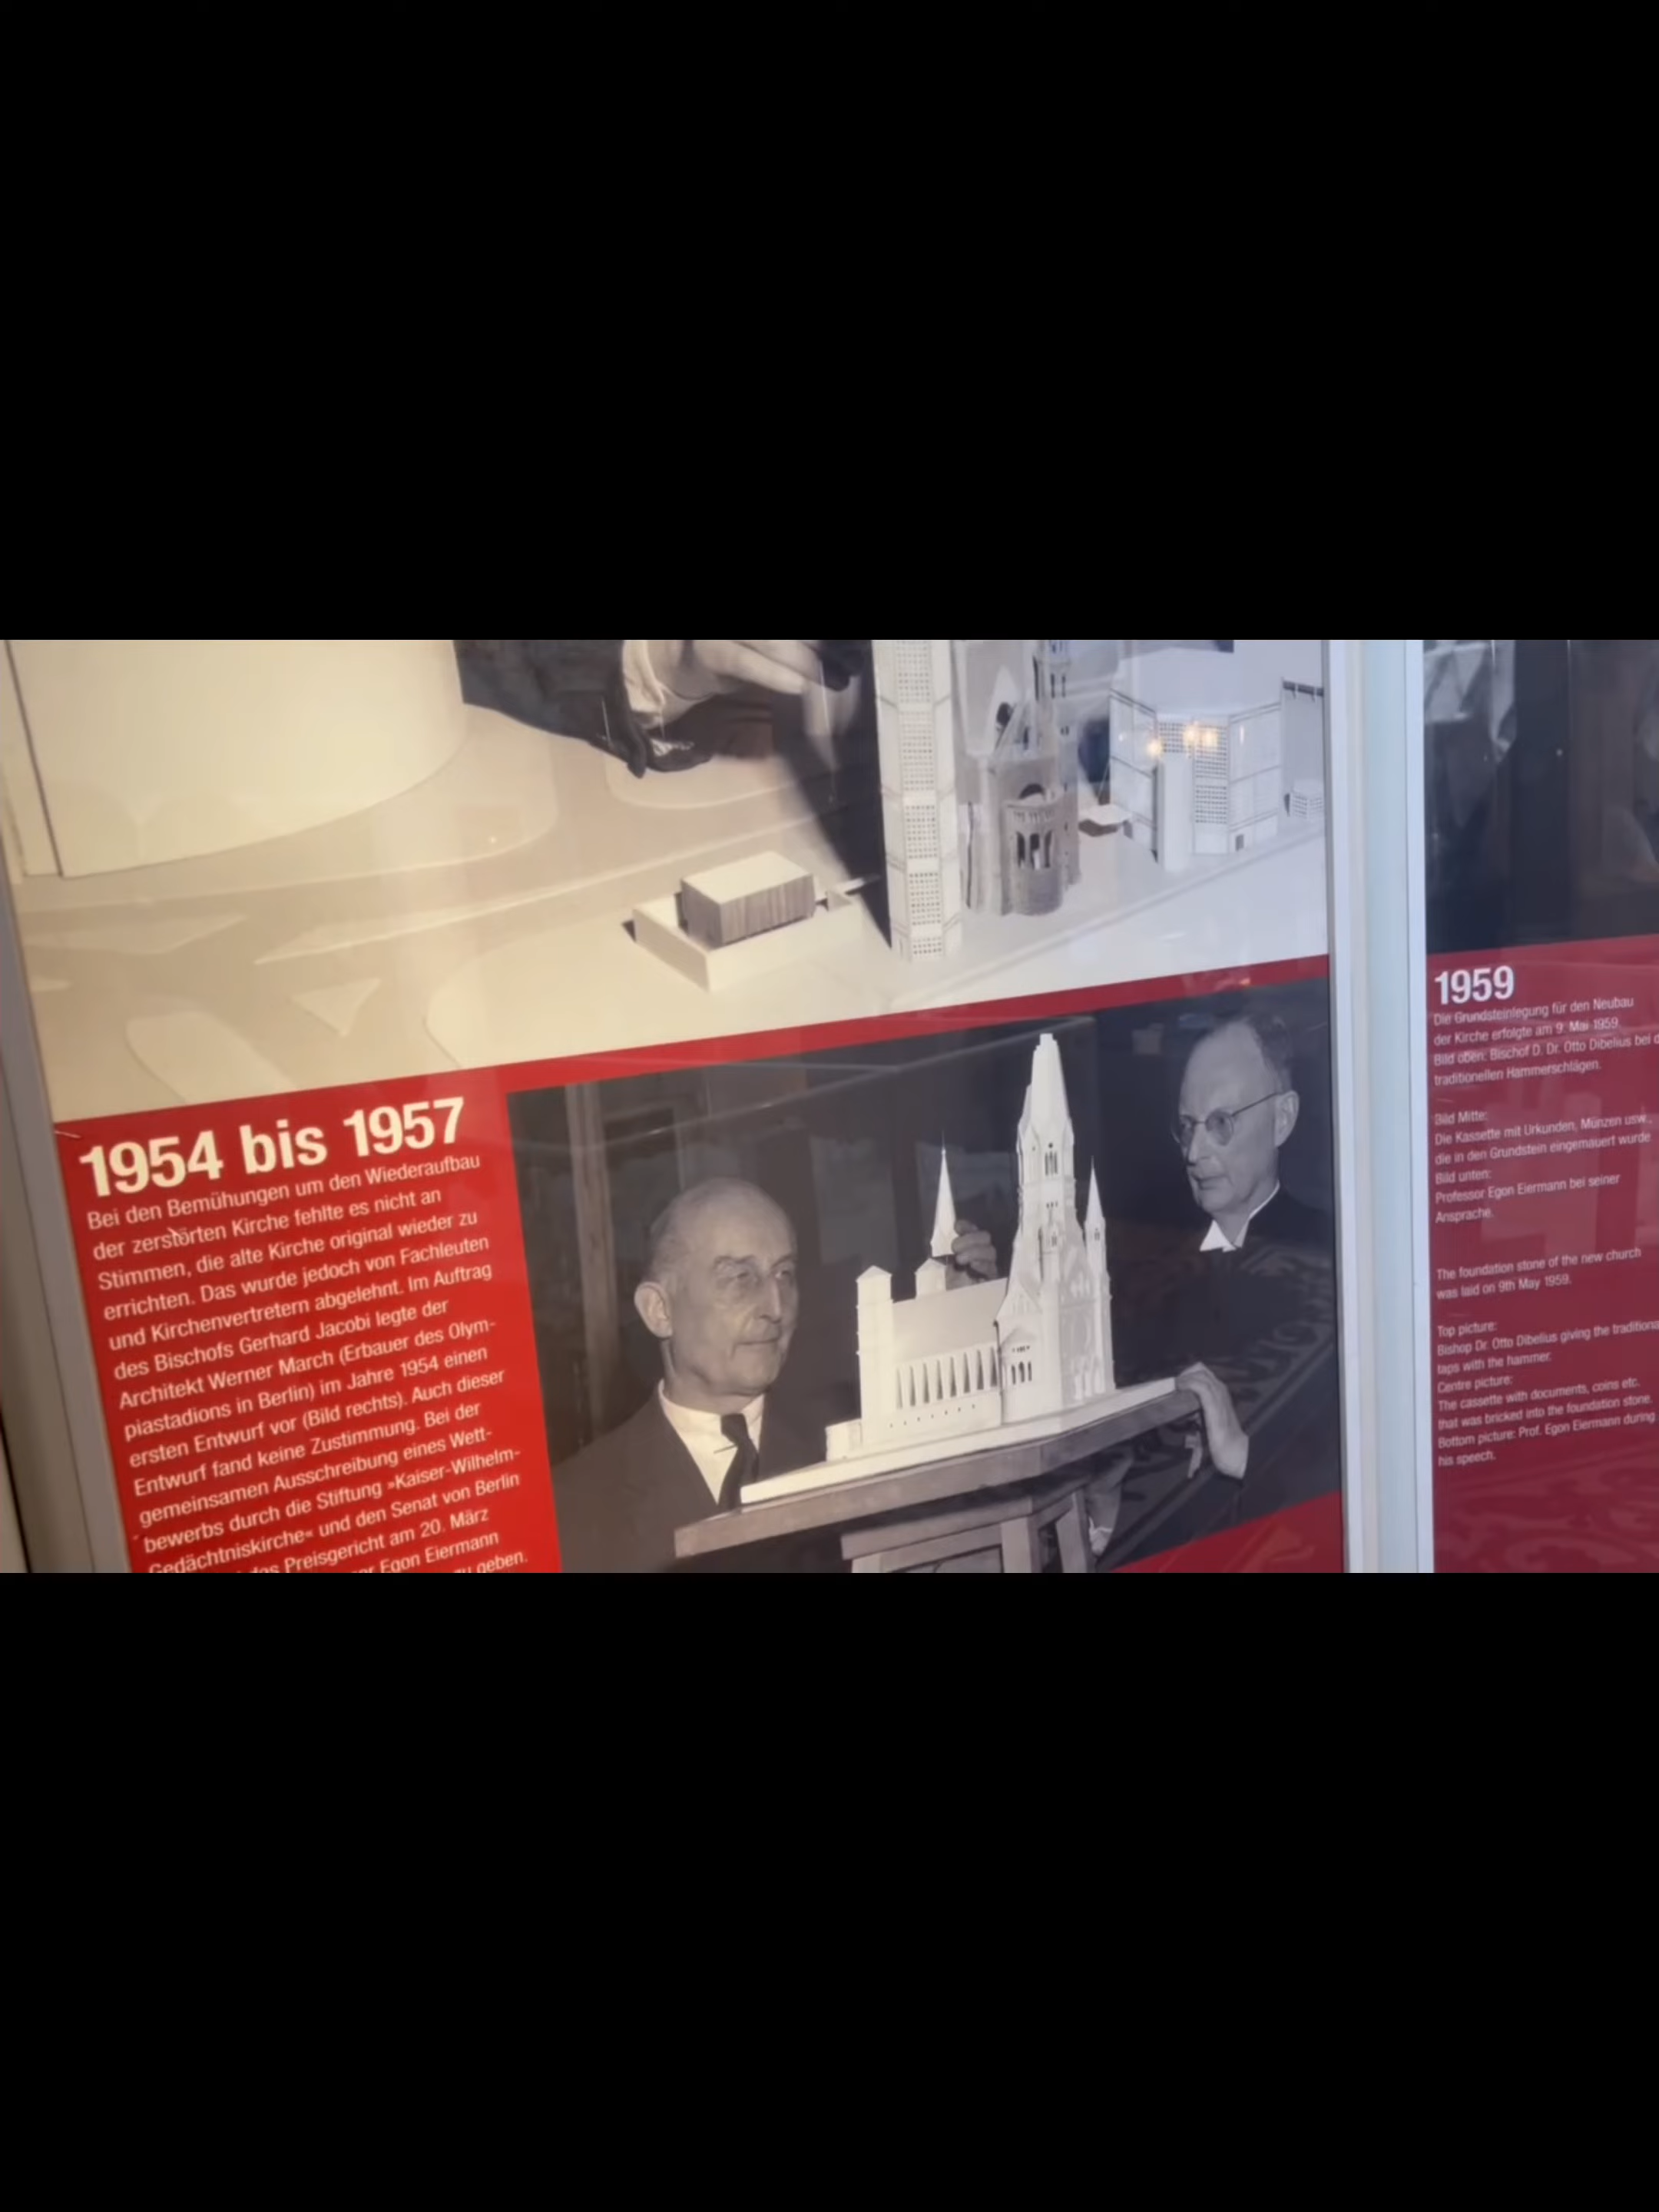 1954 bis 1957
Bei den Bemühungen um den Wiederaufbau
der zerstörten Kirche fehlte es nicht an
Stimmen, die alte Kirche original wieder zu
errichten. Das wurde jedoch von Fachleuten
und Kirchenvertretern abgelehnt. Im Auftrag
des Bischofs Gerhard Jacobi legte der
Architekt Werner March (Erbauer des Olym-
piastadions in Berlin) im Jahre 1954 einen
ersten Entwurf vor (Bild rechts). Auch dieser
Entwurf fand keine Zustimmung. Bei der
gemeinsamen Ausschreibung eines Wett-
bewerbs durch die Stiftung »Kaiser-Wilhelm-
Gedächtniskirche« und den Senat von Berlin
das Preisgericht am 20. März
Egon Eiermann
zu geben.
1959
Die Grundsteinlegung für den Neubau
der Kirche erfolgte am 9. Mai 1959
Bild oben: Bischof D. Dr. Otto Dibelius bei
traditionellen Hammerschlägen.
Bild Mitte:
Die Kassette mit Urkunden, Münzen usw.,
die in den Grundstein eingemauert wurde
Bild unten:
Professor Egon Eiermann bei seiner
Ansprache.
The foundation stone of the new church
was laid on 9th May 1959.
Top picture:
Bishop Dr. Otto Dibelius giving the traditiona
taps with the hammer.
Centre picture:
The cassette with documents, coins etc.
that was bricked into the foundation stone.
Bottom picture: Prof. Egon Eiermann during
his speech.